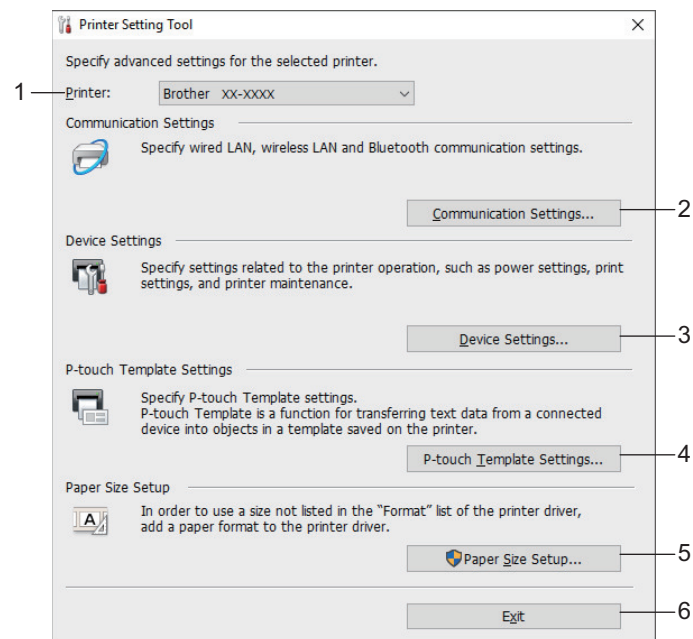 Printer Setting Tool
Specify advanced settings for the selected printer.
1
Printer:
Brother XX-XXXX
Communication Settings
Specify wired LAN, wireless LAN and Bluetooth communication settings.
Communication Settings...
2
Device Settings
Specify settings related to the printer operation, such as power settings, print
settings, and printer maintenance.
Device Settings...
3
P-touch Template Settings
Specify P-touch Template settings.
P-touch Template is a function for transferring text data from a connected
device into objects in a template saved on the printer.
P-touch Template Settings...
4
Paper Size Setup
A
In order to use a size not listed in the “Format” list of the printer driver,
add a paper format to the printer driver.
Paper Size Setup...
5
Exit
6